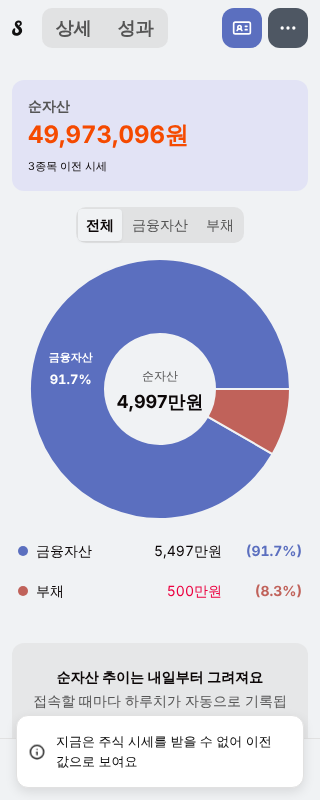 상세 성과
순자산
49,973,096원
3종목 이전 시세
전체 금융자산 부채
금융자산
91.7%
순자산
4,997만원
금융자산 5,497만원 (91.7%)
부채 500만원 (8.3%)
순자산 추이는 내일부터 그려져요
접속할 때마다 하루치가 자동으로 기록됩
지금은 주식 시세를 받을 수 없어 이전
값으로 보여요